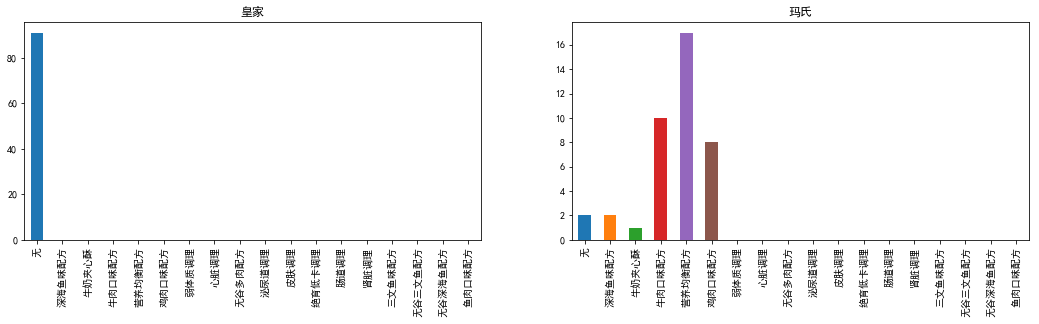 皇家
80
60
40
20
0
无
深海鱼味配方
牛奶夹心酥
牛肉口味配方
营养均衡配方
鸡肉口味配方
弱体质调理
心脏调理
无谷多肉配方
泌尿道调理
皮肤调理
绝育低卡调理
肠道调理
肾脏调理
三文鱼味配方
无谷三文鱼配方
无谷深海鱼配方
鱼肉口味配方
玛氏
16
14
12
10
8
6
4
2
0
无
深海鱼味配方
牛奶夹心酥
牛肉口味配方
营养均衡配方
鸡肉口味配方
弱体质调理
心脏调理
无谷多肉配方
泌尿道调理
皮肤调理
绝育低卡调理
肠道调理
肾脏调理
三文鱼味配方
无谷三文鱼配方
无谷深海鱼配方
鱼肉口味配方